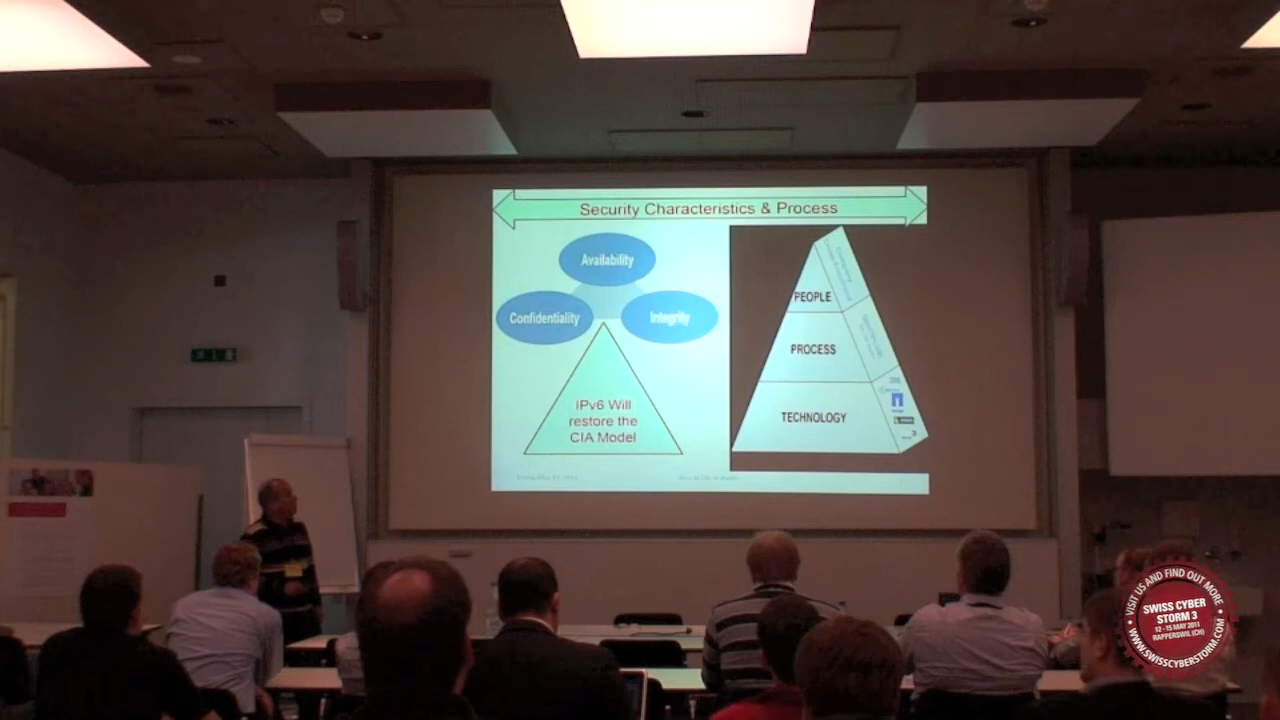 Security Characteristics & Process
Availability
Confidentiality
Integrity
IPv6 Will
restore the
CIA Model
PEOPLE
PROCESS
TECHNOLOGY
VISIT US AND FIND OUT MORE
SWISS CYBER
STORM 3
12 - 15 MAY 2011
RAPPERSWIL (CH)
WWW.SWISSCYBERSTORM.COM